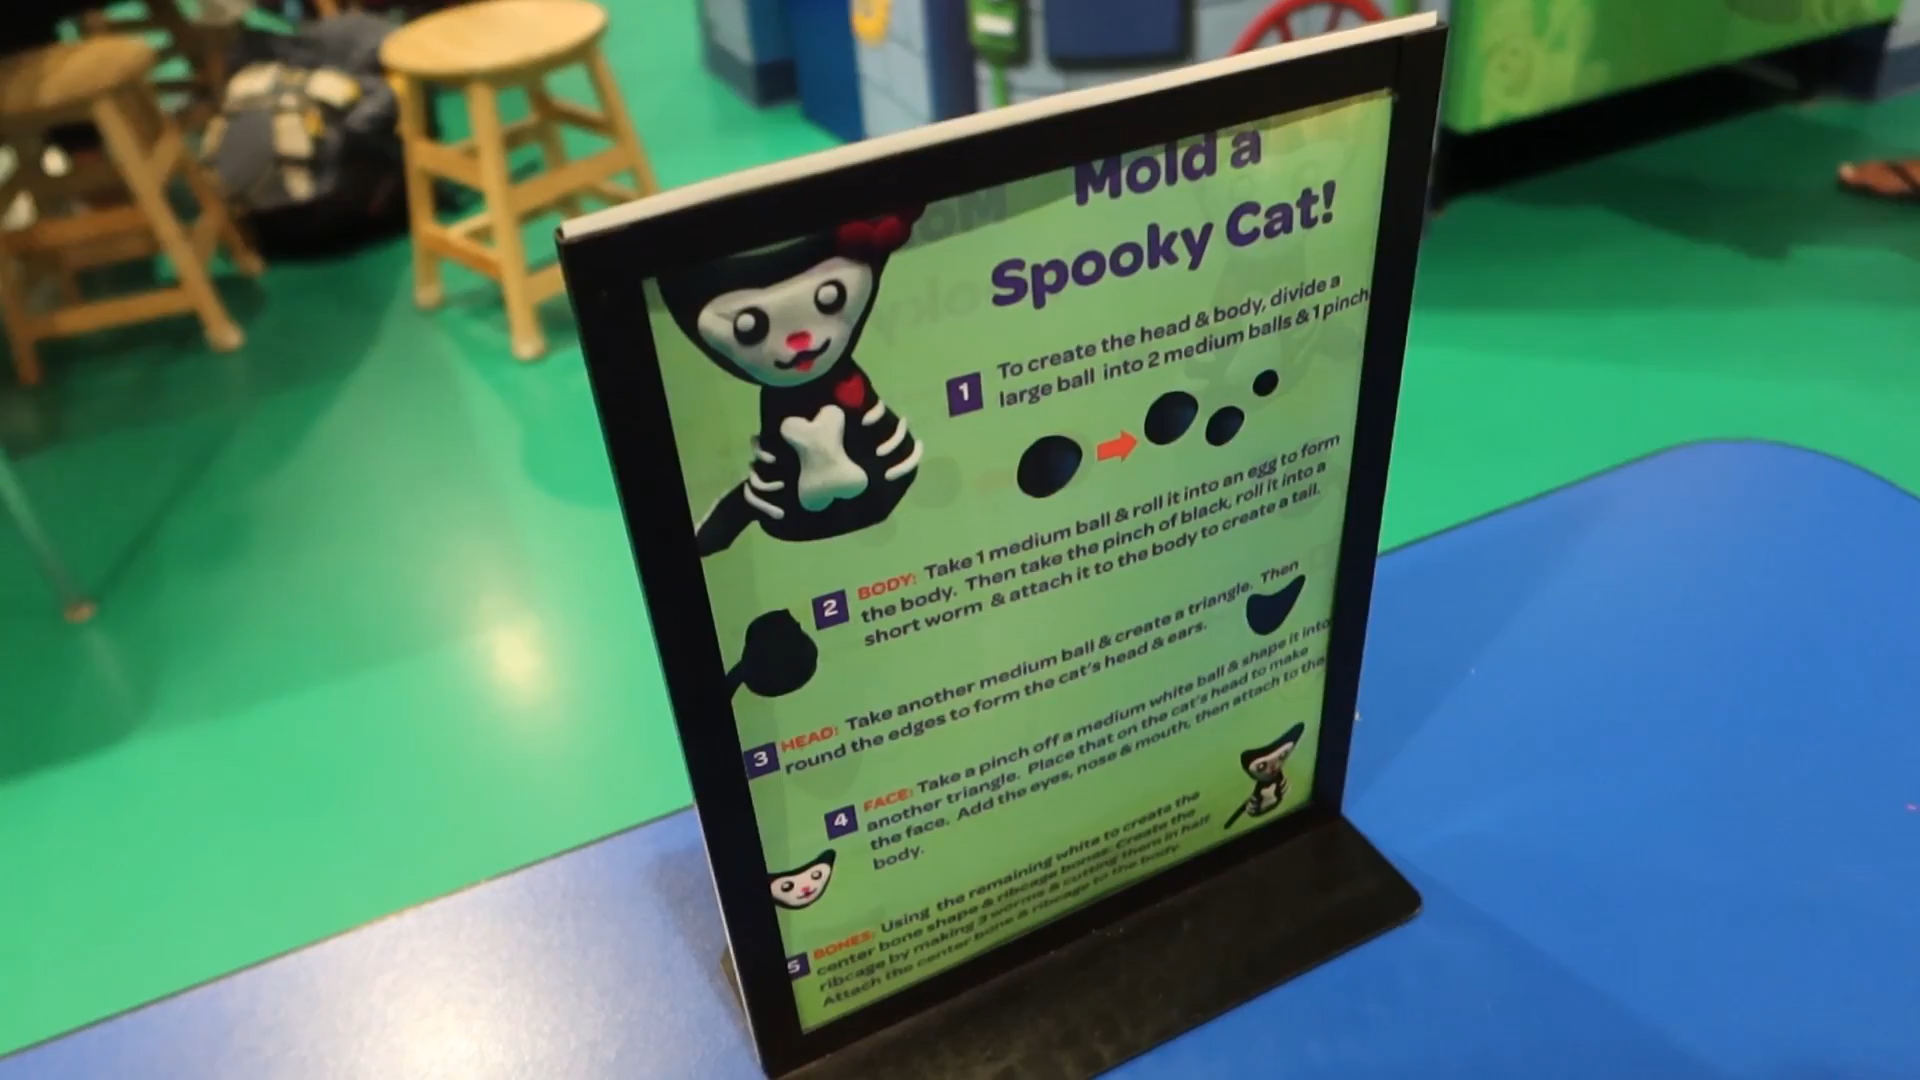 Mold a
Spooky Cat!
1
To create the head & body, divide a
large ball into 2 medium balls & 1 pinch
2
BODY: Take 1 medium ball & roll it into an egg to form
the body. Then take the pinch of black, roll it into a
short worm & attach it to the body to create a tail.
3
HEAD: Take another medium ball & create a triangle. Then
round the edges to form the cat's head & ears.
4
FACE: Take a pinch off a medium white ball & shape it into
another triangle. Place that on the cat's head to make
the face. Add the eyes, nose & mouth, then attach to the
body.
5
BONES: Using the remaining white to create the
center bone shape & ribcage bones. Create the
ribcage by making 3 worms & cutting them in half
Attach the center bone & ribcage to the body.